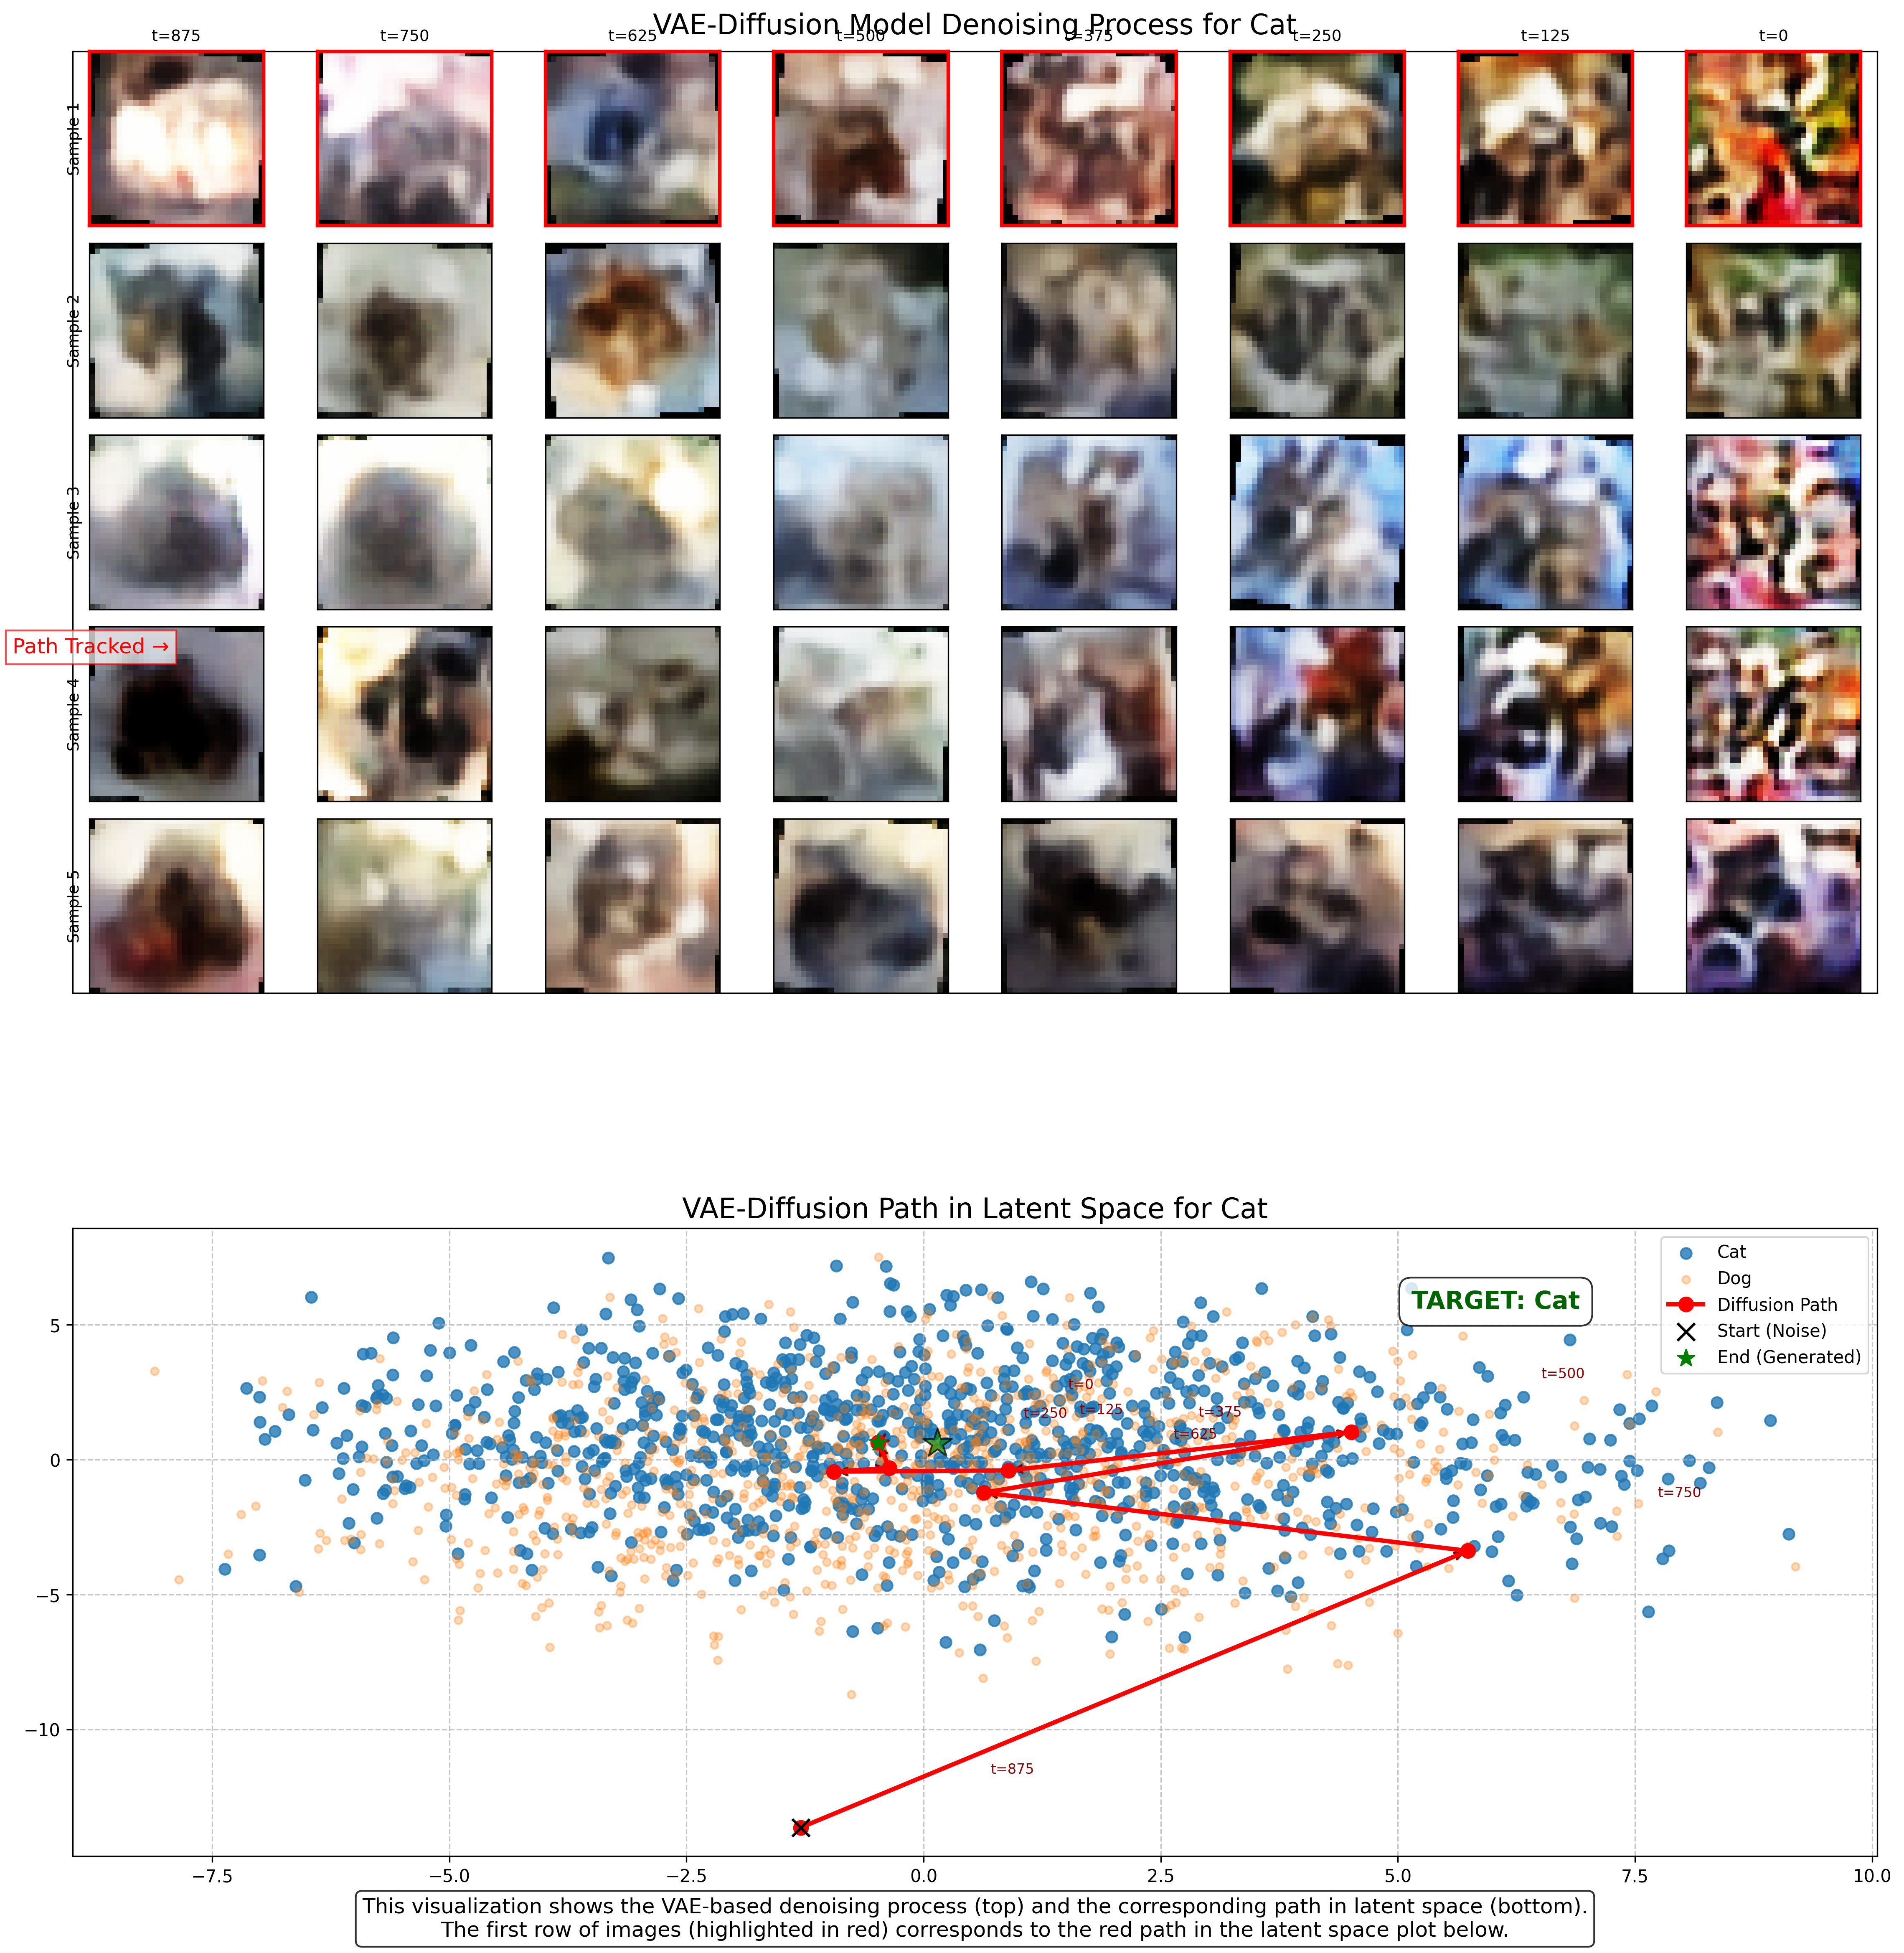 VAE-Diffusion Model Denoising Process for Cat
t=875 t=750 t=625 t=500 t=375 t=250 t=125 t=0
Sample 1
Sample 2
Sample 3
Path Tracked →
Sample 4
Sample 5
VAE-Diffusion Path in Latent Space for Cat
Cat
Dog
Diffusion Path
Start (Noise)
End (Generated)
TARGET: Cat
t=500
t=0
t=250
t=125
t=375
t=625
t=750
t=875
5
0
−5
−10
−7.5 −5.0 −2.5 0.0 2.5 5.0 7.5 10.0
This visualization shows the VAE-based denoising process (top) and the corresponding path in latent space (bottom).
The first row of images (highlighted in red) corresponds to the red path in the latent space plot below.